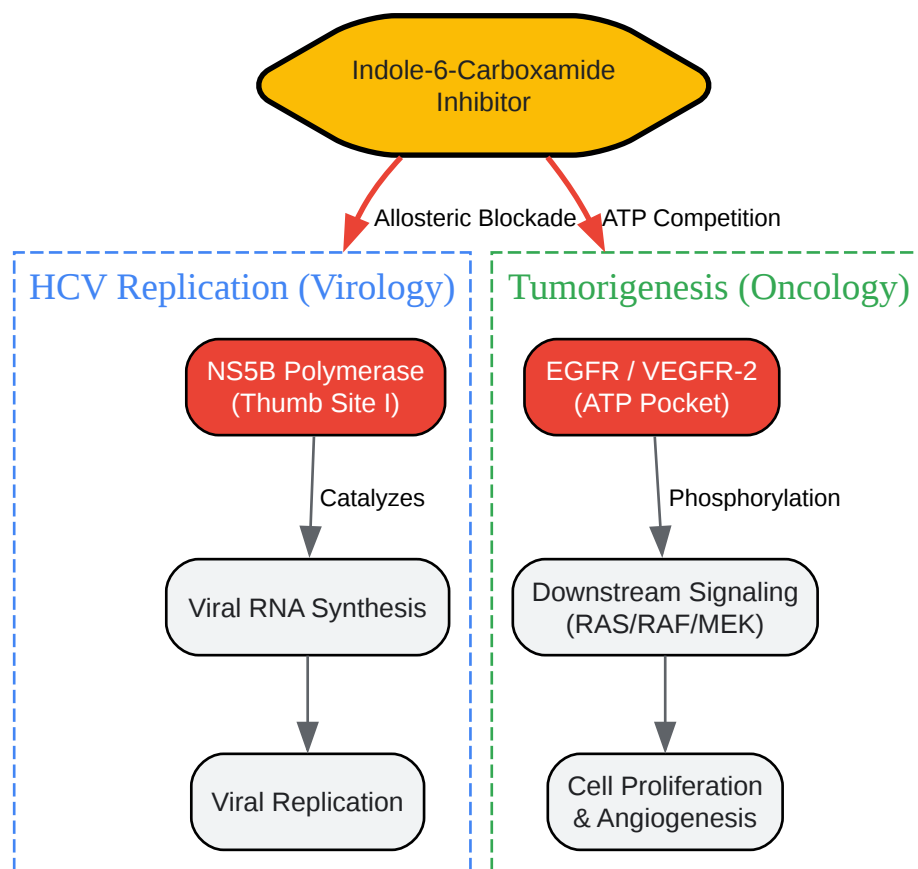 Indole-6-Carboxamide
Inhibitor
Allosteric Blockade
ATP Competition
HCV Replication (Virology)
NS5B Polymerase
(Thumb Site I)
Catalyzes
Viral RNA Synthesis
Viral Replication
Tumorigenesis (Oncology)
EGFR / VEGFR-2
(ATP Pocket)
Phosphorylation
Downstream Signaling
(RAS/RAF/MEK)
Cell Proliferation
& Angiogenesis